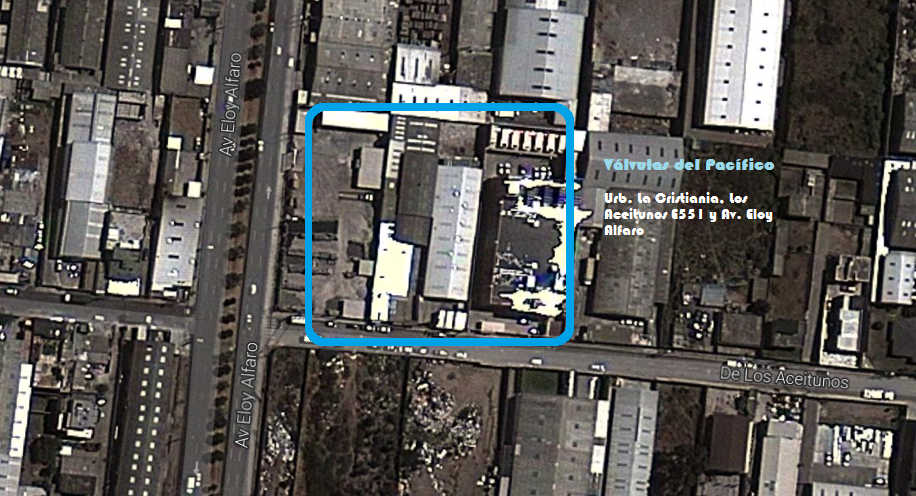 Av Eloy Alfaro
Válvulas del Pacífico
Urb. La Cristiania, Los
Aceitunos E551 y Av. Eloy
Alfaro
Av Eloy Alfaro
De Los Aceitunos